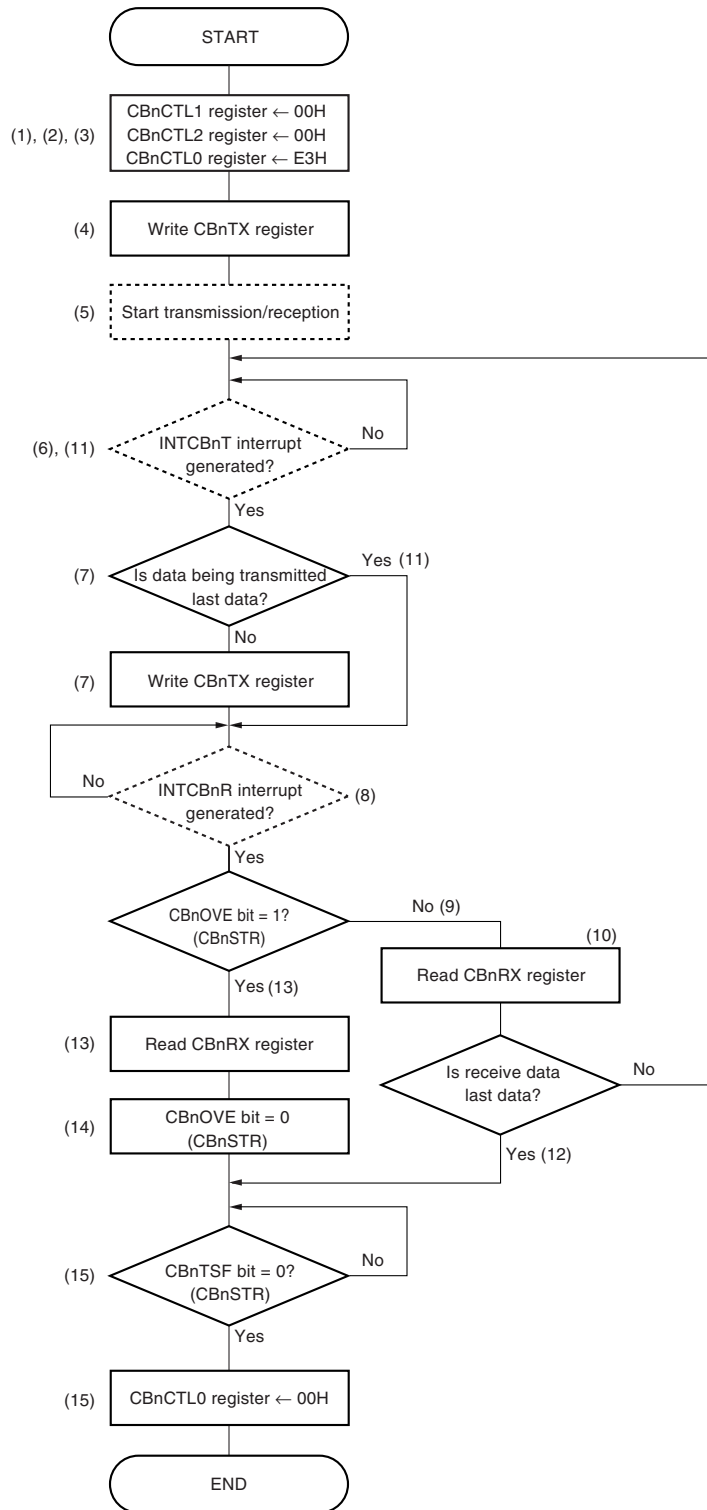 START
CBnCTL1 register ← 00H
(1), (2), (3)
CBnCTL2 register ← 00H
CBnCTL0 register ← E3H
(4)
Write CBnTX register
(5)
Start transmission/reception
(6), (11)
INTCBnT interrupt
generated?
No
Yes
(7)
Is data being transmitted
last data?
Yes (11)
No
(7)
Write CBnTX register
No
INTCBnR interrupt
generated?
(8)
Yes
CBnOVE bit = 1?
(CBnSTR)
No (9)
(10)
Read CBnRX register
Yes (13)
(13)
Read CBnRX register
Is receive data
last data?
No
(14)
CBnOVE bit = 0
(CBnSTR)
Yes (12)
(15)
CBnTSF bit = 0?
(CBnSTR)
No
Yes
(15)
CBnCTL0 register ← 00H
END